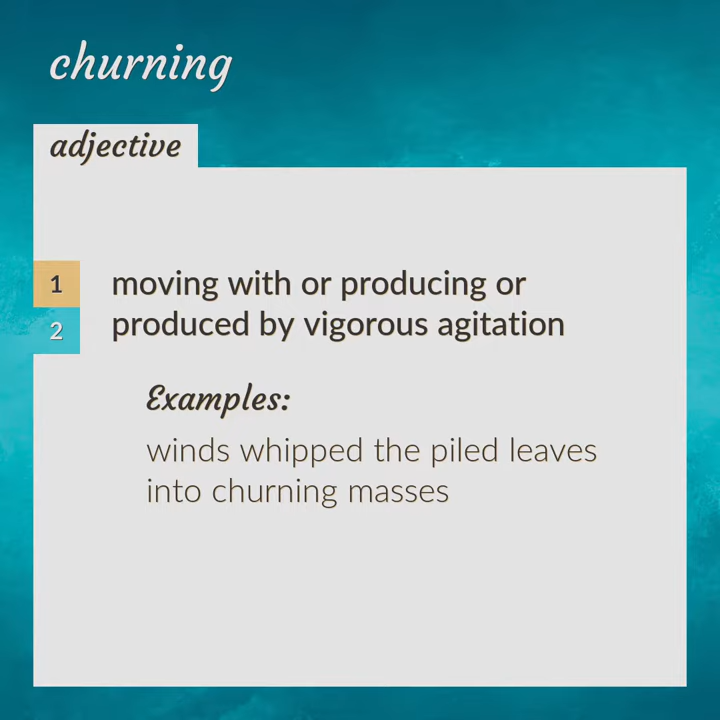 churning
adjective
1
moving with or producing or
2
produced by vigorous agitation
Examples:
winds whipped the piled leaves
into churning masses